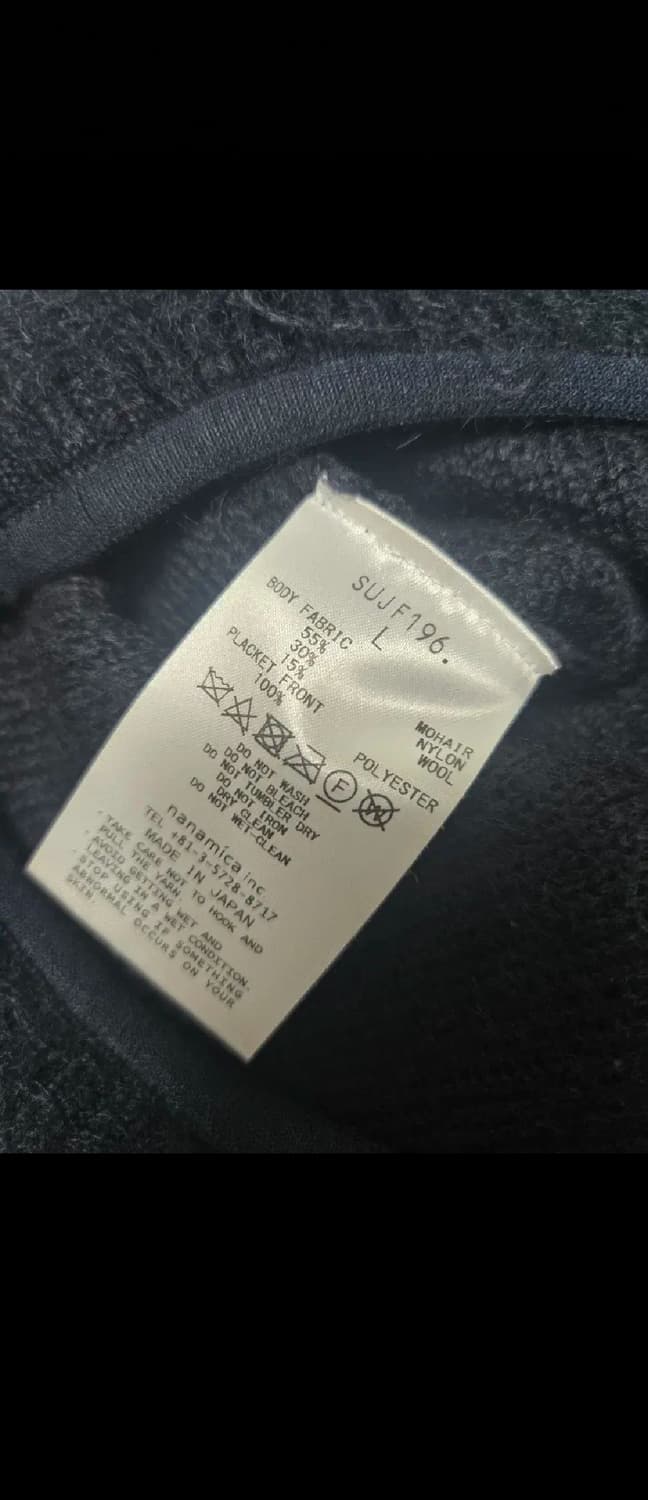 SUJF196.
L
BODY FABRIC
55% MOHAIR
30% NYLON
15% WOOL
PLACKET FRONT
100% POLYESTER
F
W
DO NOT WASH
DO NOT BLEACH
DO NOT TUMBLER DRY
DO NOT IRON
DRY CLEAN
DO NOT WET-CLEAN
nanamica inc.
TEL +81-3-5728-8717
MADE IN JAPAN
・TAKE CARE NOT TO HOOK AND
PULL THE YARN.
・AVOID GETTING WET AND
LEAVING IN A WET CONDITION.
・STOP USING IF SOMETHING
ABNORMAL OCCURS ON YOUR
SKIN.